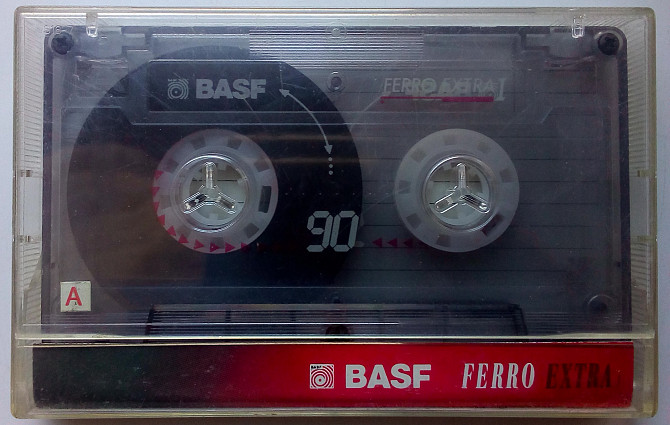 BASF FERRO EXTRA I
90
A
BASF FERRO EXTRA